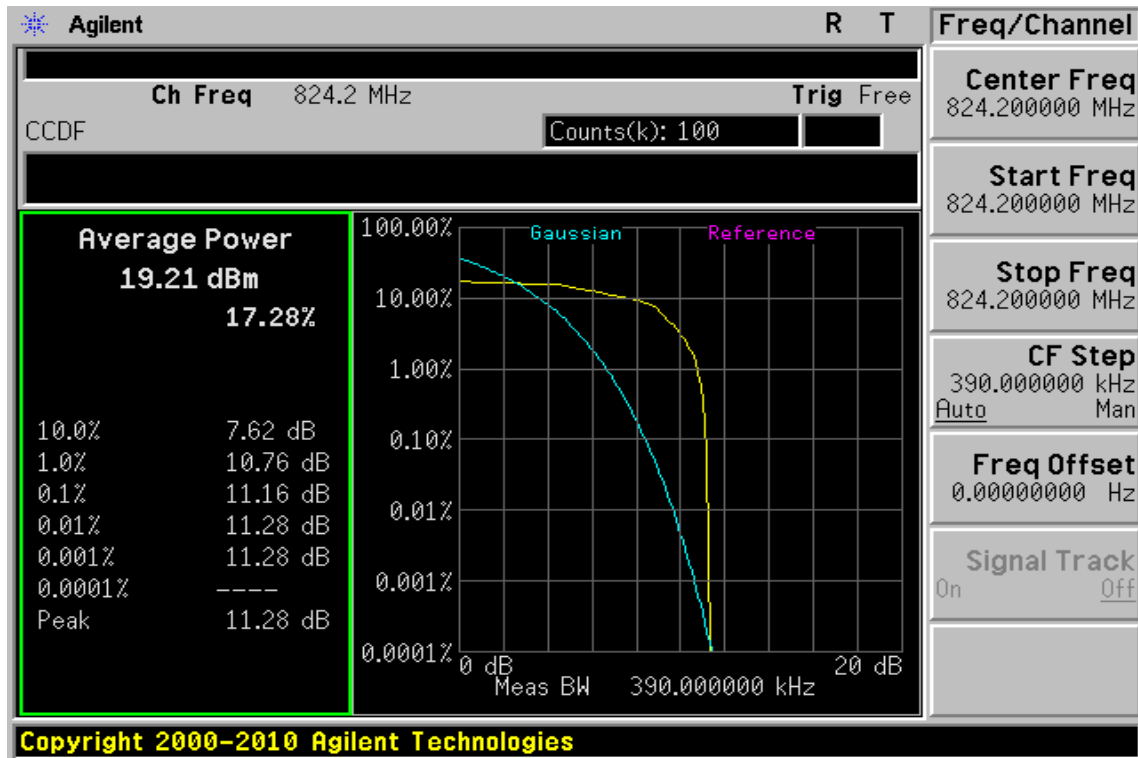 Agilent R T
Ch Freq 824.2 MHz Trig Free
CCDF Counts(k): 100
Average Power
19.21 dBm
17.28%
10.0% 7.62 dB
1.0% 10.76 dB
0.1% 11.16 dB
0.01% 11.28 dB
0.001% 11.28 dB
0.0001% ----
Peak 11.28 dB
Gaussian Reference
100.00%
10.00%
1.00%
0.10%
0.01%
0.001%
0.0001%
0 dB 20 dB
Meas BW 390.000000 kHz
Freq/Channel
Center Freq
824.200000 MHz
Start Freq
824.200000 MHz
Stop Freq
824.200000 MHz
CF Step
390.000000 kHz
Auto Man
Freq Offset
0.00000000 Hz
Signal Track
On Off
Copyright 2000-2010 Agilent Technologies